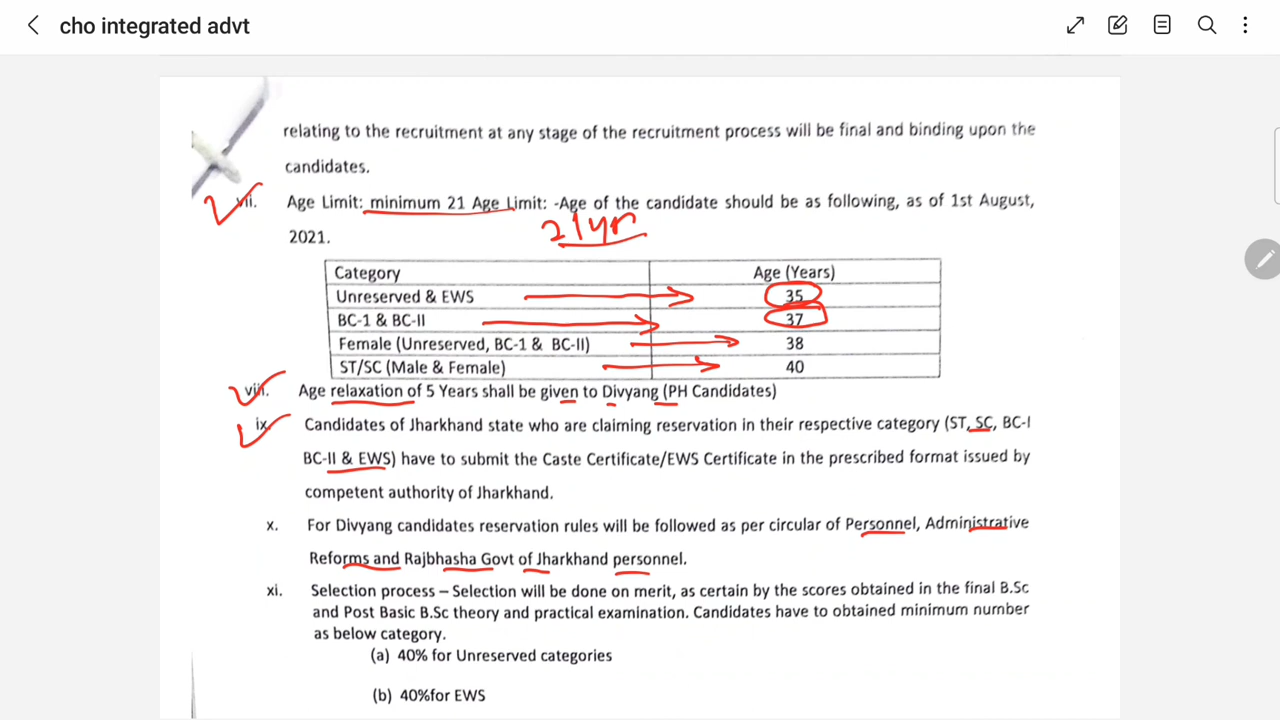 cho integrated advt
relating to the recruitment at any stage of the recruitment process will be final and binding upon the
candidates.
vii. Age Limit: minimum 21 Age Limit: -Age of the candidate should be as following, as of 1st August,
21yr
2021.
Category Age (Years)
Unreserved & EWS 35
BC-1 & BC-II 37
Female (Unreserved, BC-1 & BC-II) 38
ST/SC (Male & Female) 40
viii. Age relaxation of 5 Years shall be given to Divyang (PH Candidates)
ix. Candidates of Jharkhand state who are claiming reservation in their respective category (ST, SC, BC-I
BC-II & EWS) have to submit the Caste Certificate/EWS Certificate in the prescribed format issued by
competent authority of Jharkhand.
x. For Divyang candidates reservation rules will be followed as per circular of Personnel, Administrative
Reforms and Rajbhasha Govt of Jharkhand personnel.
xi. Selection process – Selection will be done on merit, as certain by the scores obtained in the final B.Sc
and Post Basic B.Sc theory and practical examination. Candidates have to obtained minimum number
as below category.
(a) 40% for Unreserved categories
(b) 40%for EWS